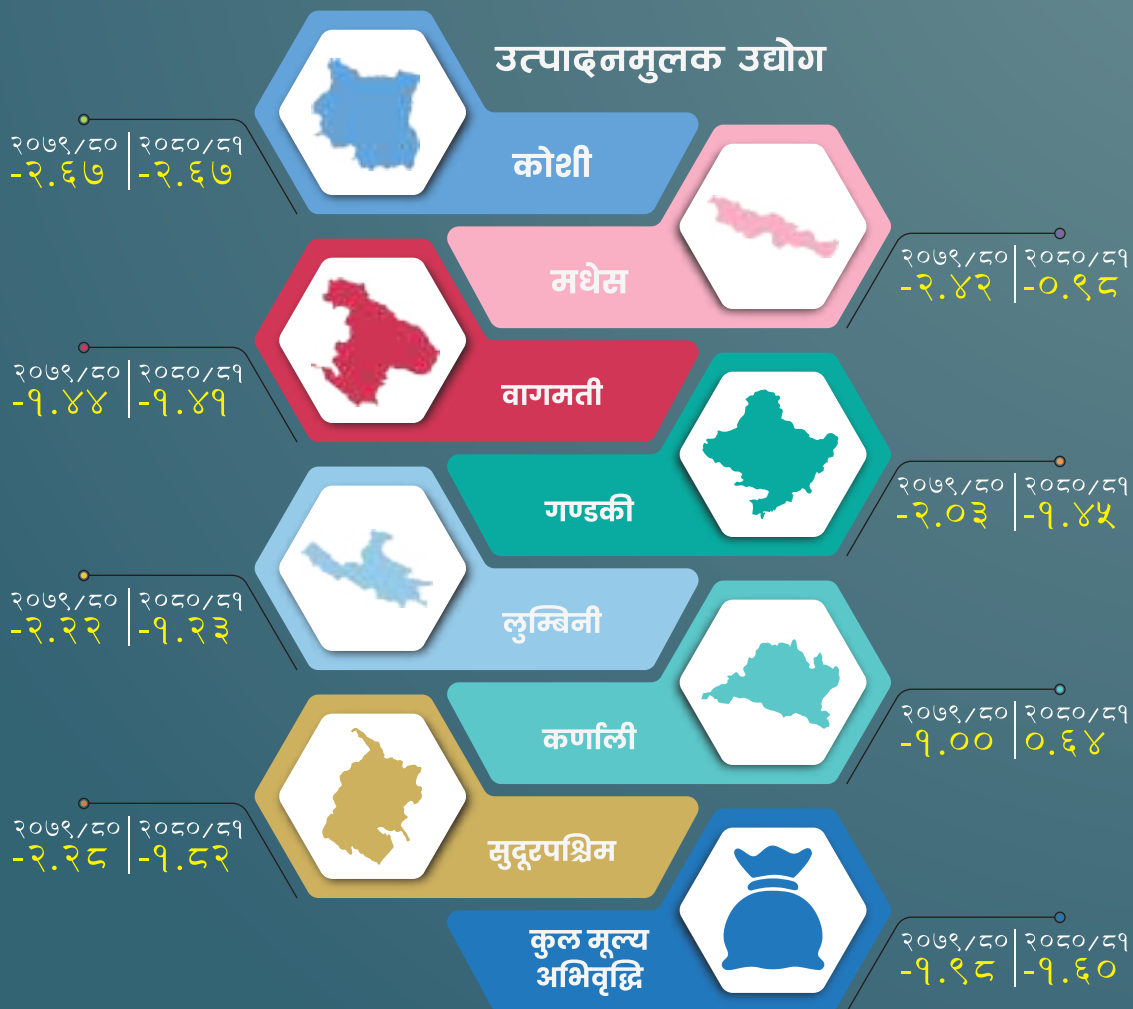 उत्पादनमुलक उद्योग
कोशी
२०७९/८० २०८०/८१
-२.६७ -२.६७
मधेस
२०७९/८० २०८०/८१
-२.४२ -०.९८
वागमती
२०७९/८० २०८०/८१
-१.४४ -१.४१
गण्डकी
२०७९/८० २०८०/८१
-२.०३ -१.४५
लुम्बिनी
२०७९/८० २०८०/८१
-२.२२ -१.२३
कर्णाली
२०७९/८० २०८०/८१
-१.०० ०.६४
सुदूरपश्चिम
२०७९/८० २०८०/८१
-२.२८ -१.८२
कुल मूल्य
अभिवृद्धि
२०७९/८० २०८०/८१
-१.९८ -१.६०